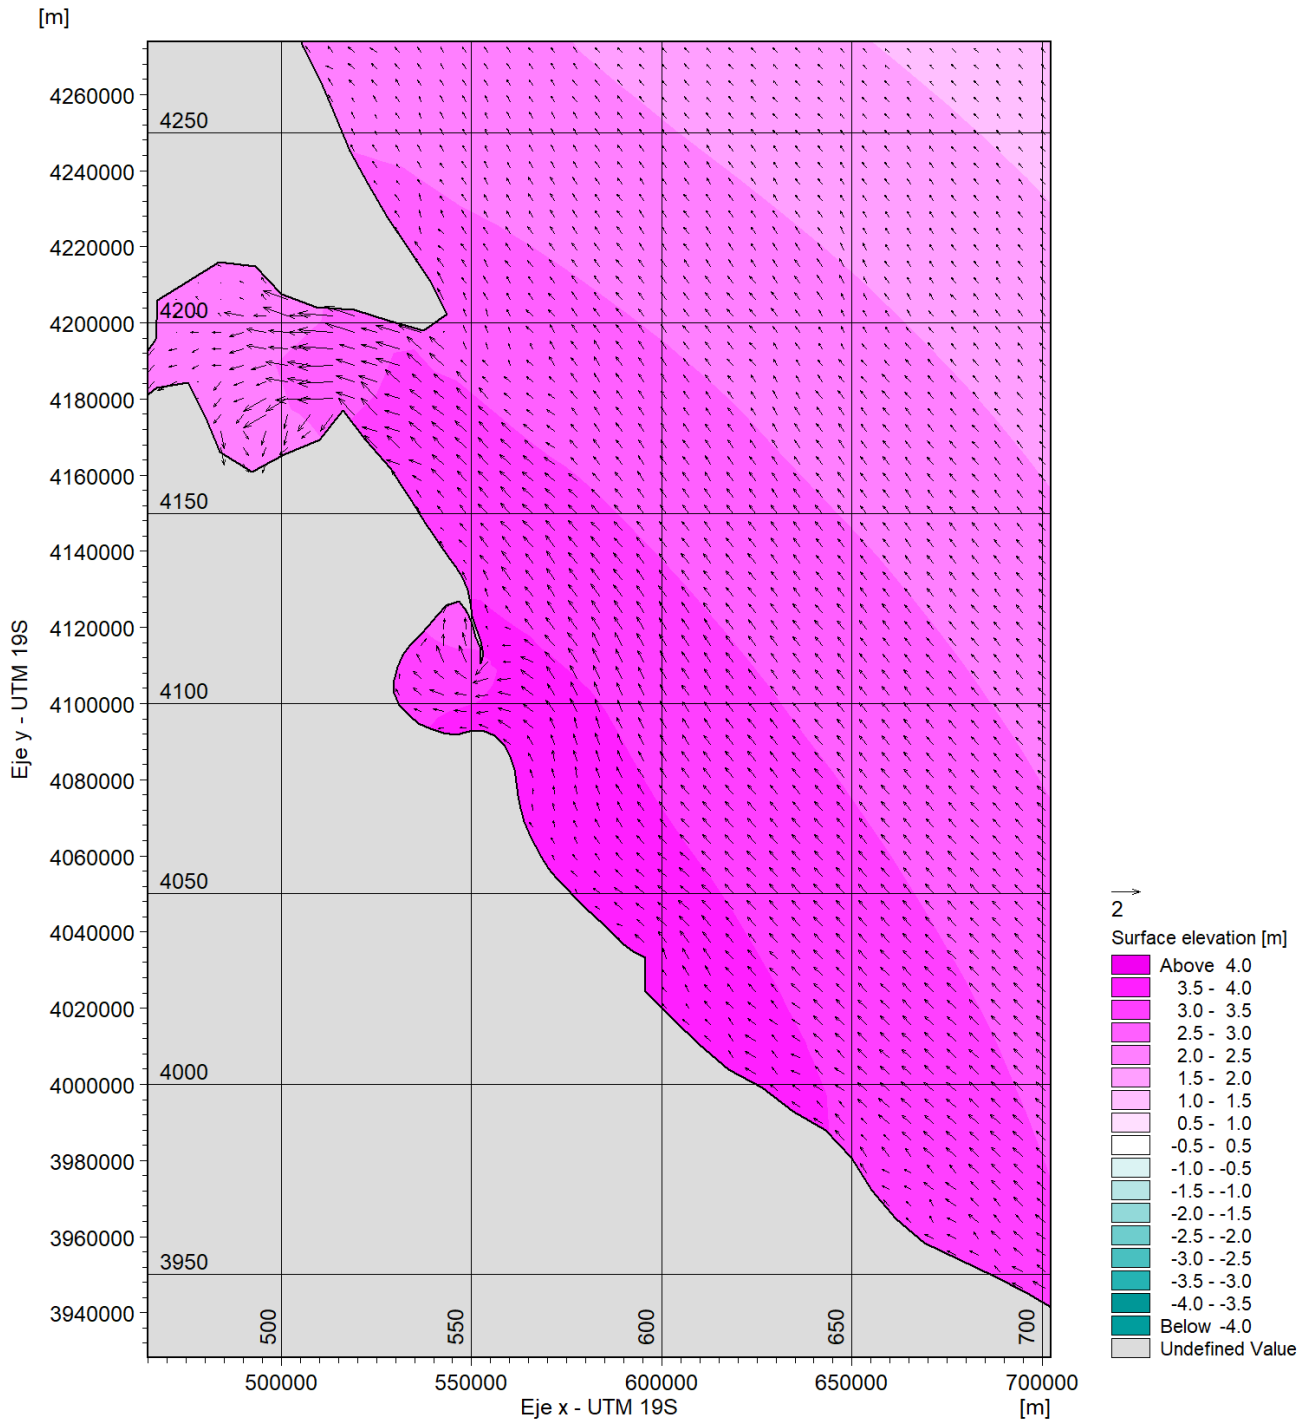 [m]
4260000
4250
4240000
4220000
4200
4200000
4180000
4160000
4150
4140000
4120000
4100
4100000
4080000
4060000
4050
4040000
4020000
4000
4000000
3980000
3960000
3950
3940000
Eje y - UTM 19S
500
550
600
650
700
500000
550000
600000
650000
700000
Eje x - UTM 19S
[m]
2
Surface elevation [m]
Above 4.0
3.5 - 4.0
3.0 - 3.5
2.5 - 3.0
2.0 - 2.5
1.5 - 2.0
1.0 - 1.5
0.5 - 1.0
-0.5 - 0.5
-1.0 - -0.5
-1.5 - -1.0
-2.0 - -1.5
-2.5 - -2.0
-3.0 - -2.5
-3.5 - -3.0
-4.0 - -3.5
Below -4.0
Undefined Value